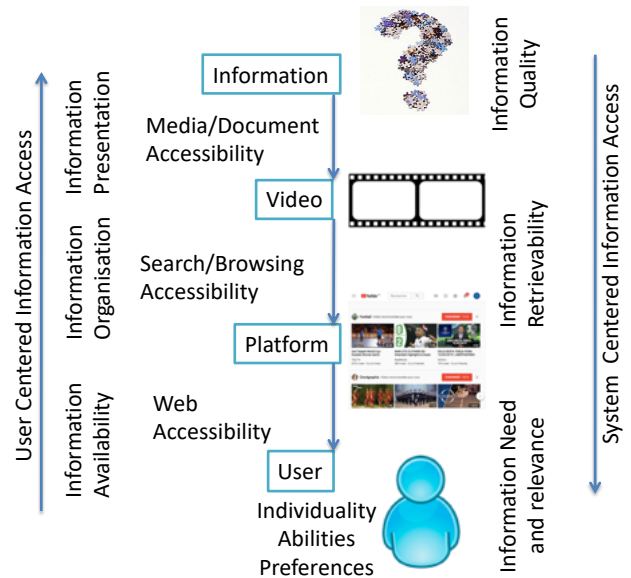 Information
Media/Document
Accessibility
Video
Search/Browsing
Accessibility
Platform
Web
Accessibility
User
Individuality
Abilities
Preferences
User Centered Information Access
Information
Presentation
Information
Organisation
Information
Availability
Information
Quality
Information
Retrievability
Information Need
and relevance
System Centered Information Access